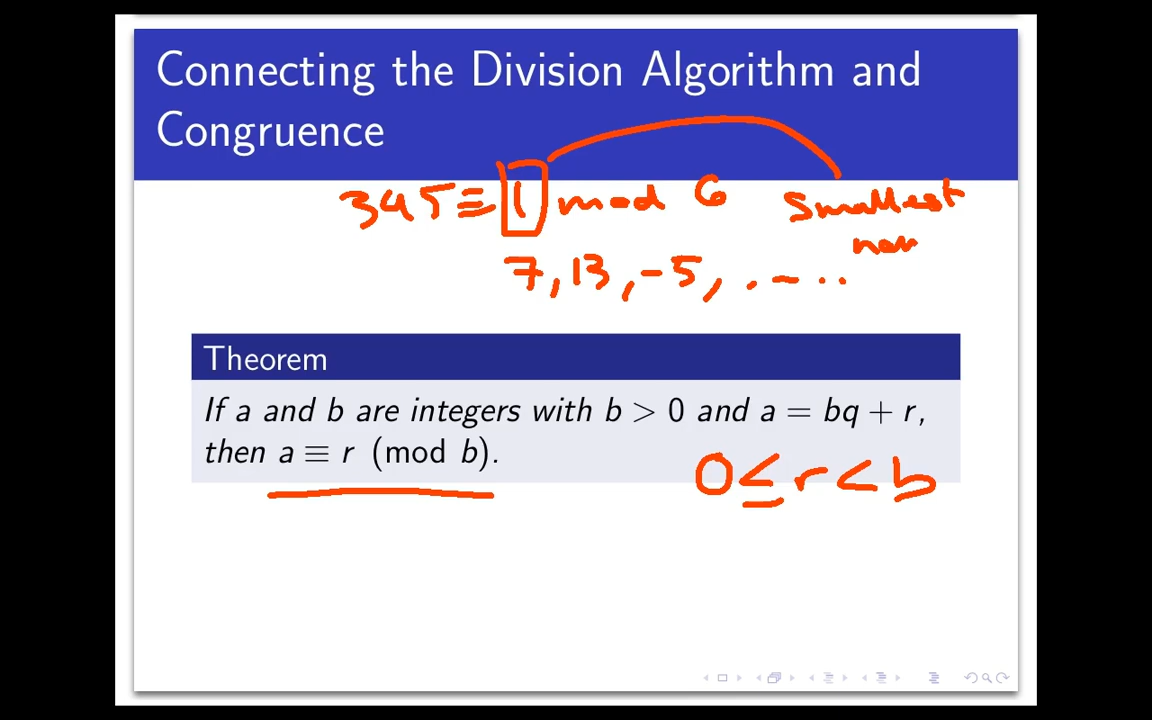 Connecting the Division Algorithm and
Congruence
345 ≡ 1 mod 6 smallest
non
7, 13, -5, . - . .
Theorem
If a and b are integers with b > 0 and a = bq + r,
then a ≡ r (mod b).
0 ≤ r < b